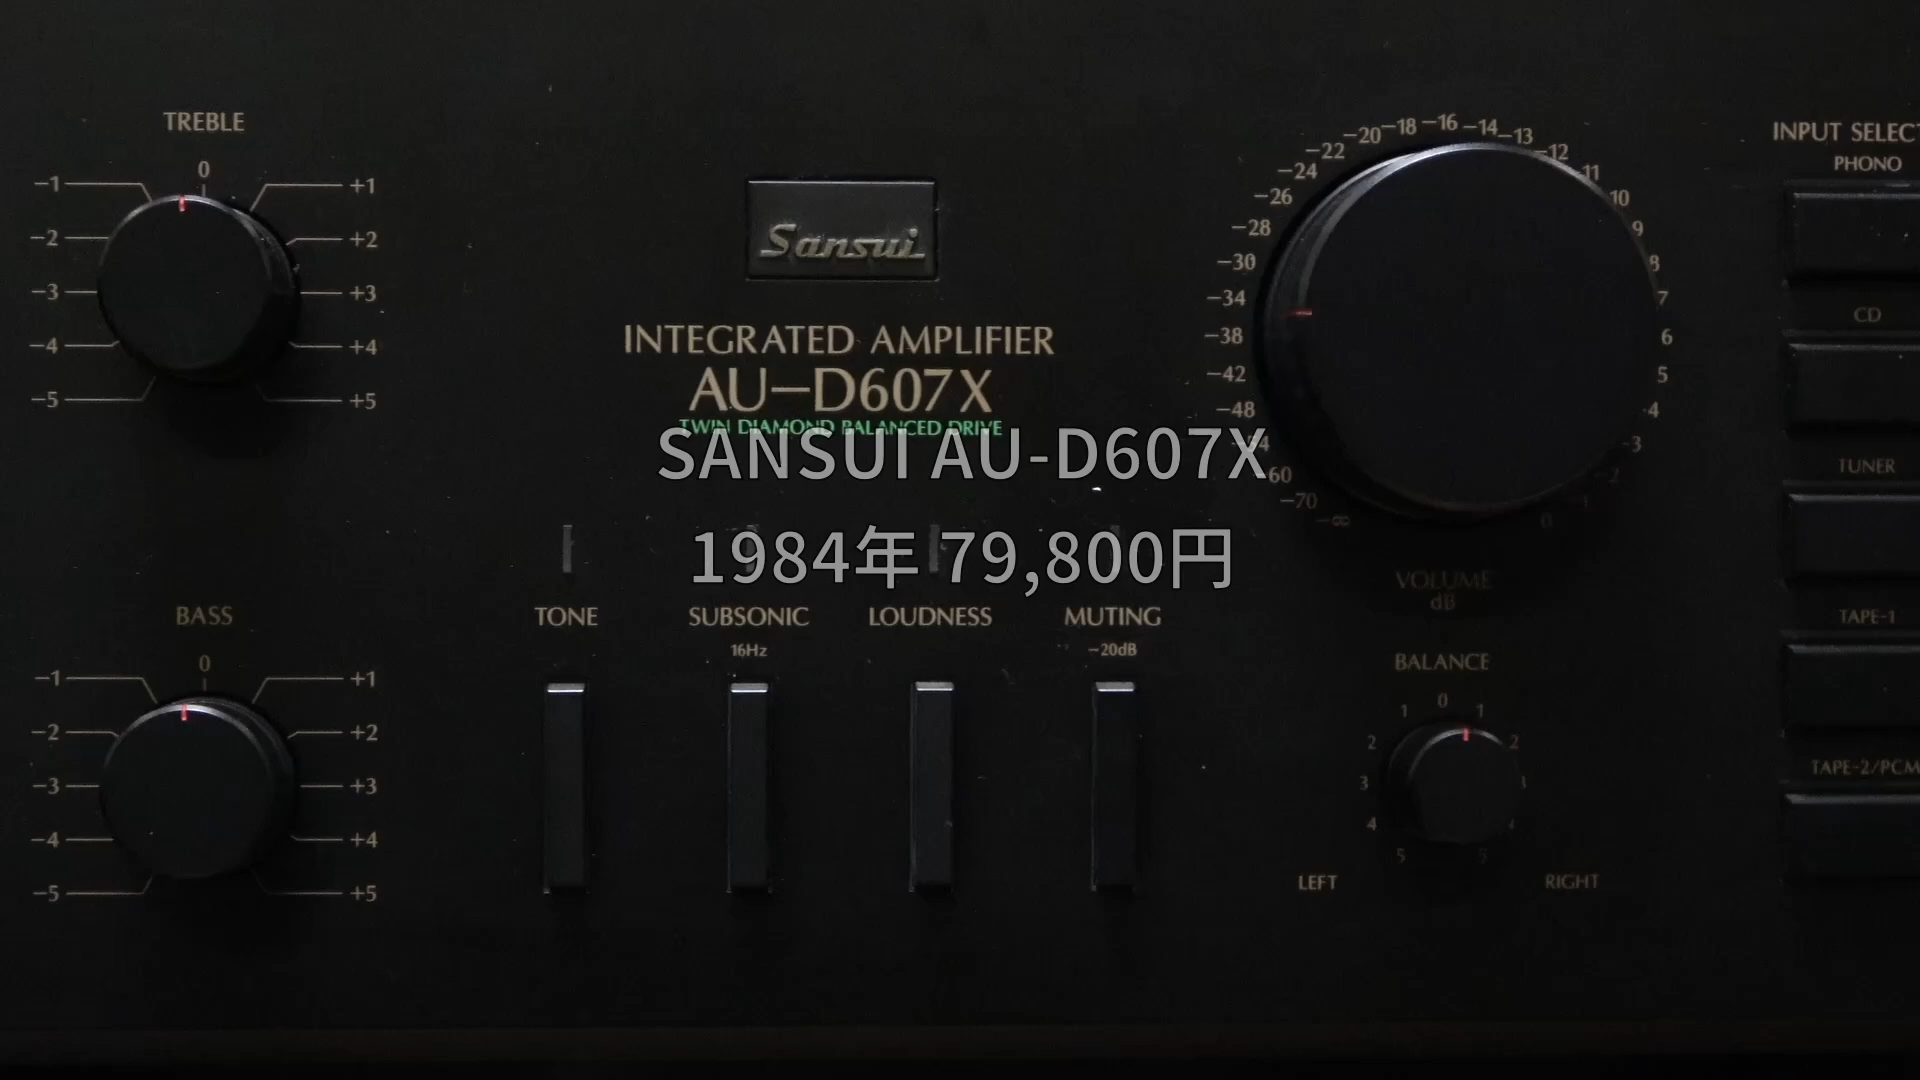 TREBLE
0
-1 +1
-2 +2
-3 +3
-4 +4
-5 +5
BASS
0
-1 +1
-2 +2
-3 +3
-4 +4
-5 +5
Sansui
INTEGRATED AMPLIFIER
AU-D607X
TWIN DIAMOND BALANCED DRIVE
SANSUI AU-D607X
1984年 79,800円
TONE
SUBSONIC
16Hz
LOUDNESS
MUTING
-20dB
-∞
-70
60
-48
-42
-38
-34
-30
-28
-26
-24
-22
-20
-18
-16
-14
-13
-12
11
10
9
8
7
6
5
4
3
2
1
0
VOLUME
dB
BALANCE
0
1 1
2 2
3
4
5 5
LEFT RIGHT
INPUT SELECT
PHONO
CD
TUNER
TAPE-1
TAPE-2/PCM